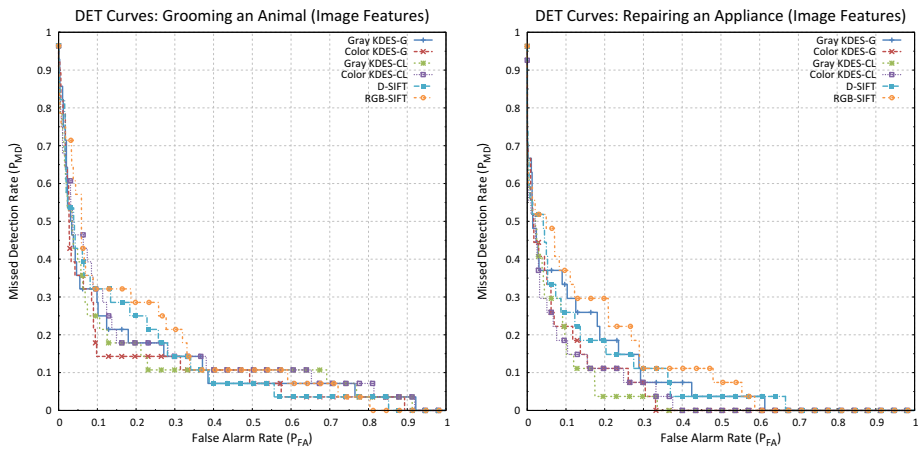 DET Curves: Grooming an Animal (Image Features)
1
0.9
0.8
0.7
0.6
0.5
0.4
0.3
0.2
0.1
0
0 0.1 0.2 0.3 0.4 0.5 0.6 0.7 0.8 0.9 1
Missed Detection Rate (P_MD)
False Alarm Rate (P_FA)
Gray KDES-G
Color KDES-G
Gray KDES-CL
Color KDES-CL
D-SIFT
RGB-SIFT
DET Curves: Repairing an Appliance (Image Features)
1
0.9
0.8
0.7
0.6
0.5
0.4
0.3
0.2
0.1
0
0 0.1 0.2 0.3 0.4 0.5 0.6 0.7 0.8 0.9 1
Missed Detection Rate (P_MD)
False Alarm Rate (P_FA)
Gray KDES-G
Color KDES-G
Gray KDES-CL
Color KDES-CL
D-SIFT
RGB-SIFT